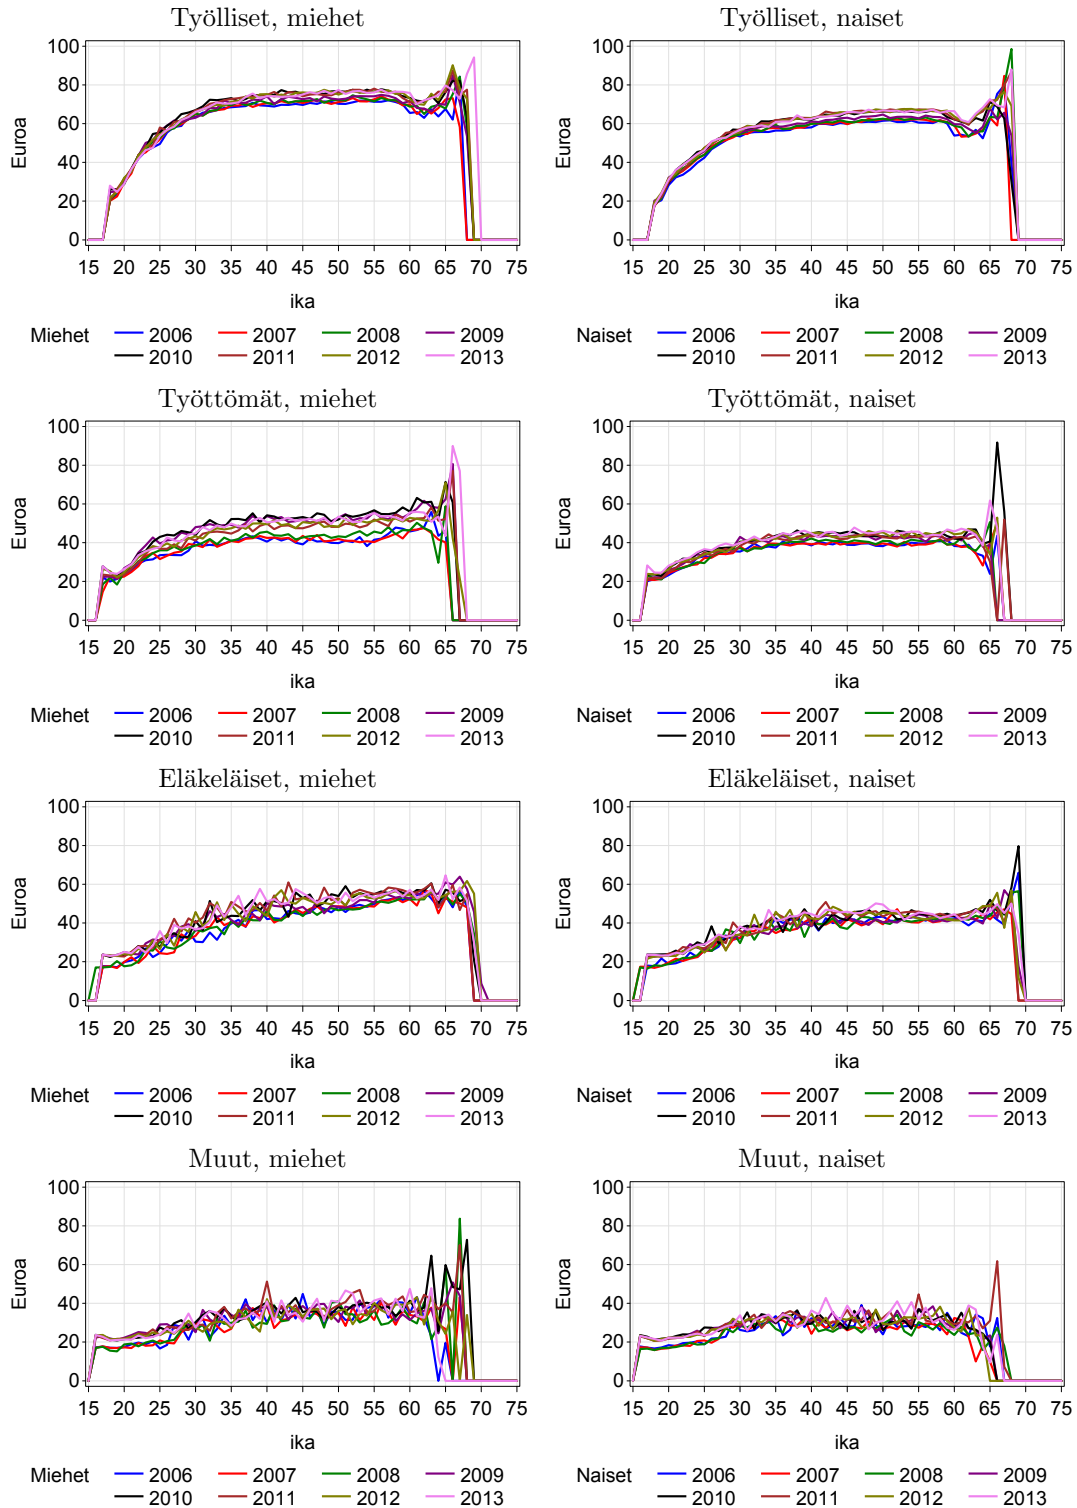 Työlliset, miehet
100
80
60
40
20
0
Euroa
15 20 25 30 35 40 45 50 55 60 65 70 75
ika
Miehet 2006 2007 2008 2009
2010 2011 2012 2013
Työlliset, naiset
100
80
60
40
20
0
Euroa
15 20 25 30 35 40 45 50 55 60 65 70 75
ika
Naiset 2006 2007 2008 2009
2010 2011 2012 2013
Työttömät, miehet
100
80
60
40
20
0
Euroa
15 20 25 30 35 40 45 50 55 60 65 70 75
ika
Miehet 2006 2007 2008 2009
2010 2011 2012 2013
Työttömät, naiset
100
80
60
40
20
0
Euroa
15 20 25 30 35 40 45 50 55 60 65 70 75
ika
Naiset 2006 2007 2008 2009
2010 2011 2012 2013
Eläkeläiset, miehet
100
80
60
40
20
0
Euroa
15 20 25 30 35 40 45 50 55 60 65 70 75
ika
Miehet 2006 2007 2008 2009
2010 2011 2012 2013
Eläkeläiset, naiset
100
80
60
40
20
0
Euroa
15 20 25 30 35 40 45 50 55 60 65 70 75
ika
Naiset 2006 2007 2008 2009
2010 2011 2012 2013
Muut, miehet
100
80
60
40
20
0
Euroa
15 20 25 30 35 40 45 50 55 60 65 70 75
ika
Miehet 2006 2007 2008 2009
2010 2011 2012 2013
Muut, naiset
100
80
60
40
20
0
Euroa
15 20 25 30 35 40 45 50 55 60 65 70 75
ika
Naiset 2006 2007 2008 2009
2010 2011 2012 2013